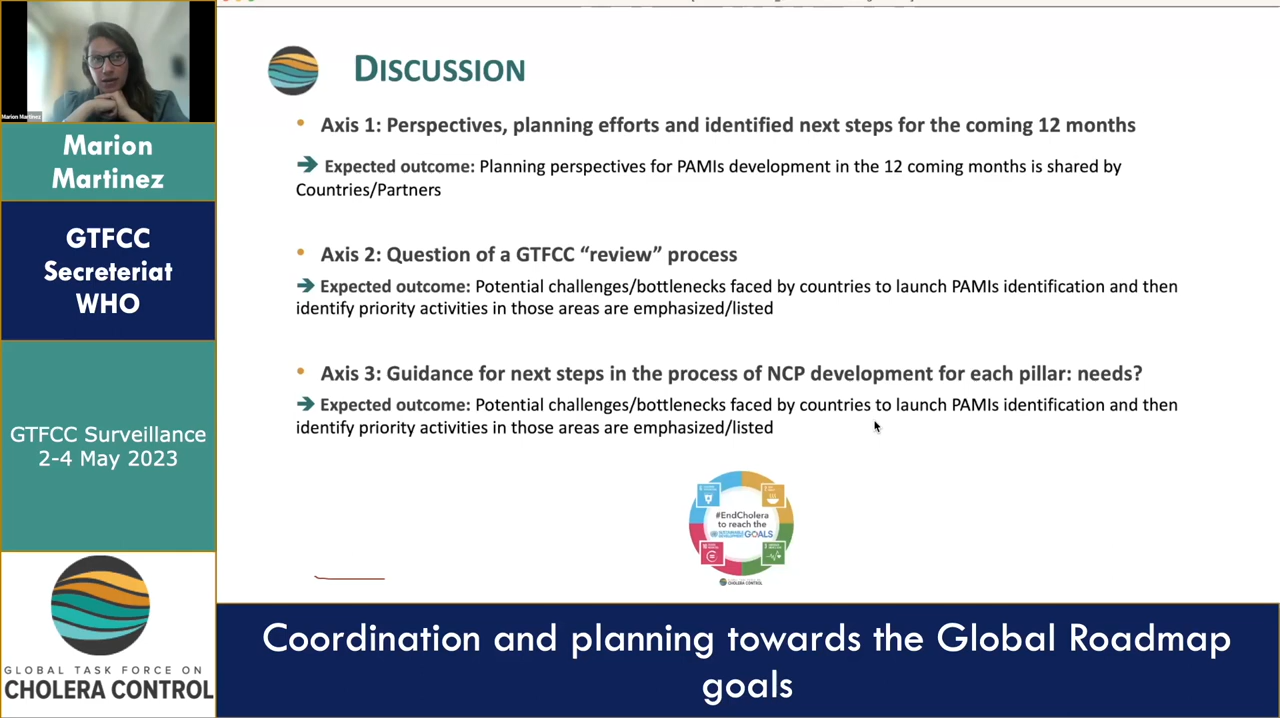 Marion Martinez
Marion
Martinez
GTFCC
Secreteriat
WHO
GTFCC Surveillance
2-4 May 2023
GLOBAL TASK FORCE ON
CHOLERA CONTROL
DISCUSSION
• Axis 1: Perspectives, planning efforts and identified next steps for the coming 12 months
➔ Expected outcome: Planning perspectives for PAMIs development in the 12 coming months is shared by
Countries/Partners
• Axis 2: Question of a GTFCC “review” process
➔ Expected outcome: Potential challenges/bottlenecks faced by countries to launch PAMIs identification and then
identify priority activities in those areas are emphasized/listed
• Axis 3: Guidance for next steps in the process of NCP development for each pillar: needs?
➔ Expected outcome: Potential challenges/bottlenecks faced by countries to launch PAMIs identification and then
identify priority activities in those areas are emphasized/listed
#EndCholera
to reach the
SUSTAINABLE DEVELOPMENT GOALS
CHOLERA CONTROL
Coordination and planning towards the Global Roadmap
goals